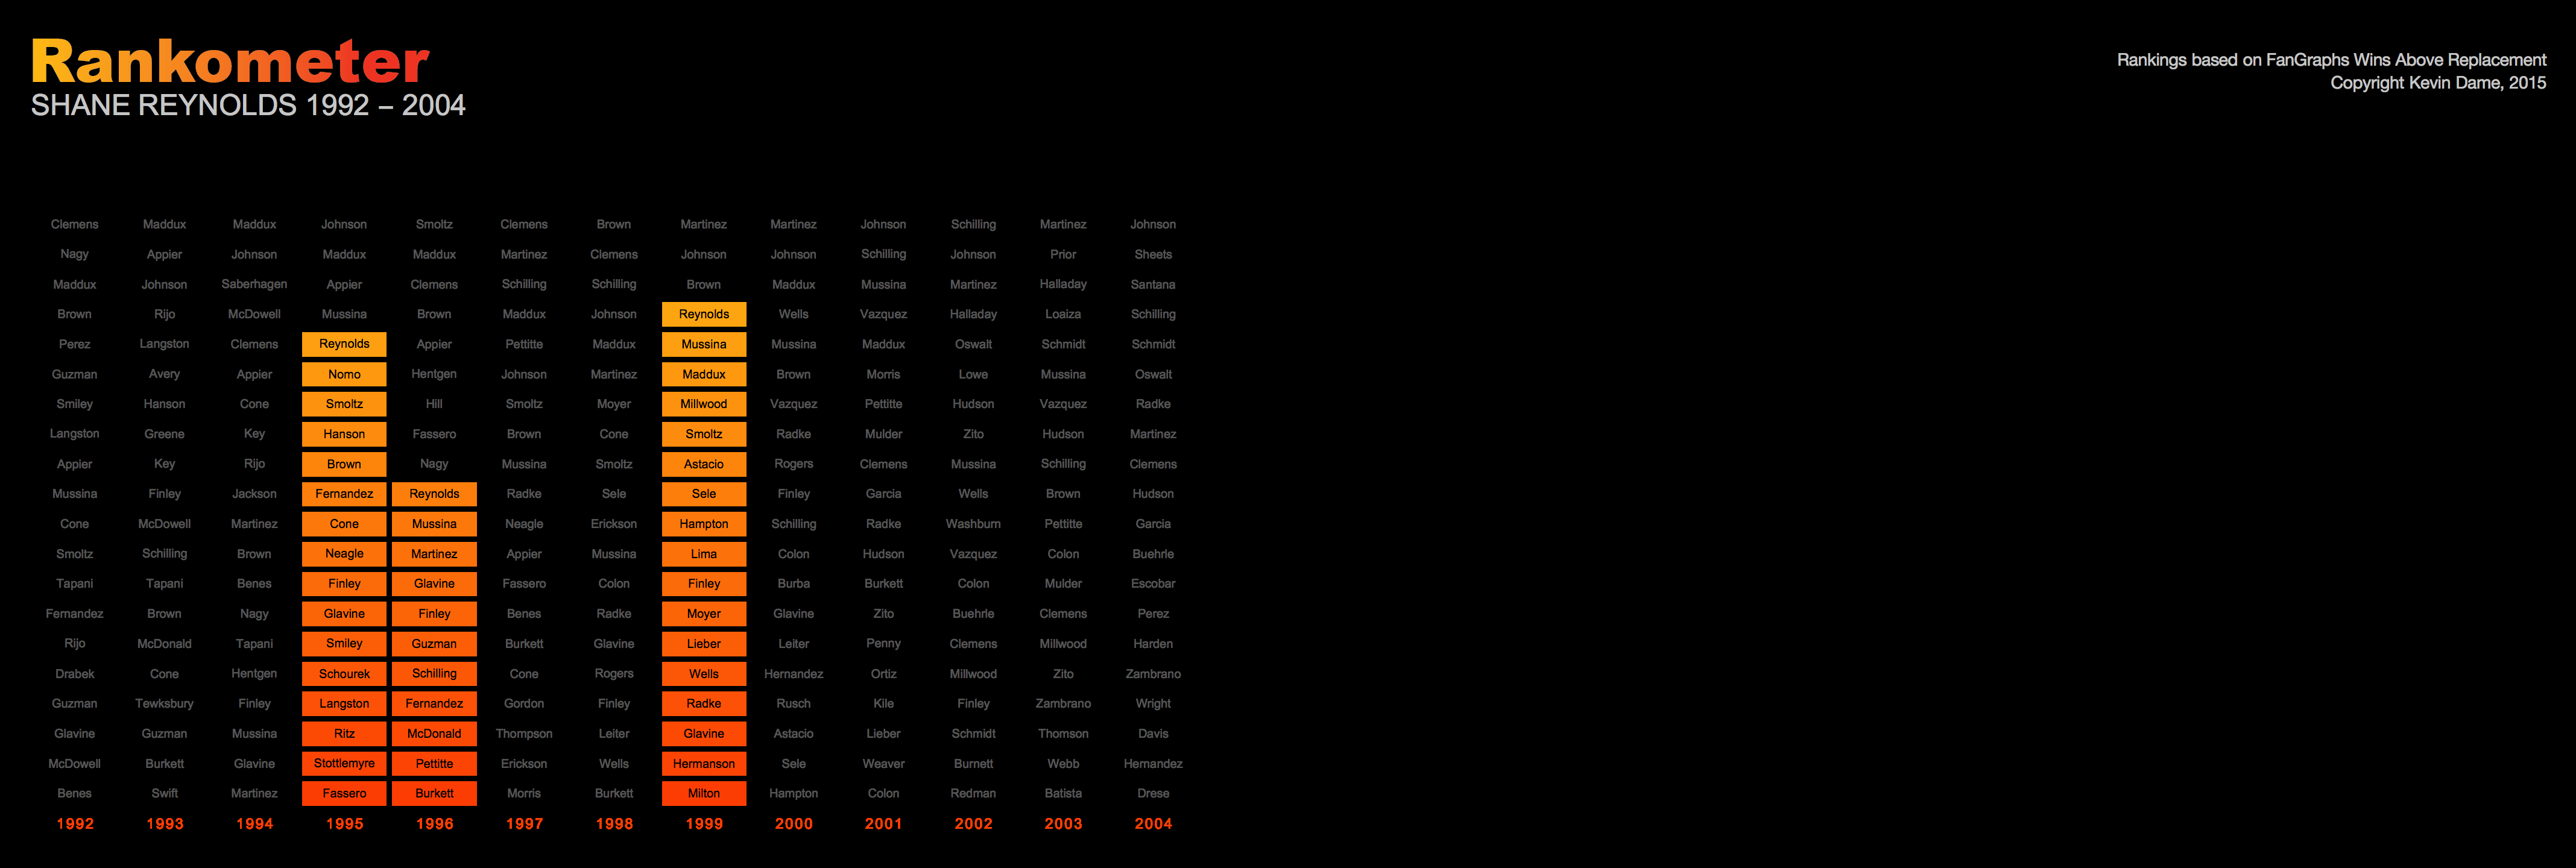 Rankometer
SHANE REYNOLDS 1992 – 2004
Rankings based on FanGraphs Wins Above Replacement
Copyright Kevin Dame, 2015
Clemens Maddux Maddux Johnson Smoltz Clemens Brown Martinez Martinez Johnson Schilling Martinez Johnson
Nagy Appier Johnson Maddux Maddux Martinez Clemens Johnson Johnson Schilling Johnson Prior Sheets
Maddux Johnson Saberhagen Appier Clemens Schilling Schilling Brown Maddux Mussina Martinez Halladay Santana
Brown Rijo McDowell Mussina Brown Maddux Johnson Reynolds Wells Vazquez Halladay Loaiza Schilling
Perez Langston Clemens Reynolds Appier Pettitte Maddux Mussina Mussina Maddux Oswalt Schmidt Schmidt
Guzman Avery Appier Nomo Hentgen Johnson Martinez Maddux Brown Morris Lowe Mussina Oswalt
Smiley Hanson Cone Smoltz Hill Smoltz Moyer Millwood Vazquez Pettitte Hudson Vazquez Radke
Langston Greene Key Hanson Fassero Brown Cone Smoltz Radke Mulder Zito Hudson Martinez
Appier Key Rijo Brown Nagy Mussina Smoltz Astacio Rogers Clemens Mussina Schilling Clemens
Mussina Finley Jackson Fernandez Reynolds Radke Sele Sele Finley Garcia Wells Brown Hudson
Cone McDowell Martinez Cone Mussina Neagle Erickson Hampton Schilling Radke Washburn Pettitte Garcia
Smoltz Schilling Brown Neagle Martinez Appier Mussina Lima Colon Hudson Vazquez Colon Buehrle
Tapani Tapani Benes Finley Glavine Fassero Colon Finley Burba Burkett Colon Mulder Escobar
Fernandez Brown Nagy Glavine Finley Benes Radke Moyer Glavine Zito Buehrle Clemens Perez
Rijo McDonald Tapani Smiley Guzman Burkett Glavine Lieber Leiter Penny Clemens Millwood Harden
Drabek Cone Hentgen Schourek Schilling Cone Rogers Wells Hernandez Ortiz Millwood Zito Zambrano
Guzman Tewksbury Finley Langston Fernandez Gordon Finley Radke Rusch Kile Finley Zambrano Wright
Glavine Guzman Mussina Ritz McDonald Thompson Leiter Glavine Astacio Lieber Schmidt Thomson Davis
McDowell Burkett Glavine Stottlemyre Pettitte Erickson Wells Hermanson Sele Weaver Burnett Webb Hernandez
Benes Swift Martinez Fassero Burkett Morris Burkett Milton Hampton Colon Redman Batista Drese
1992 1993 1994 1995 1996 1997 1998 1999 2000 2001 2002 2003 2004